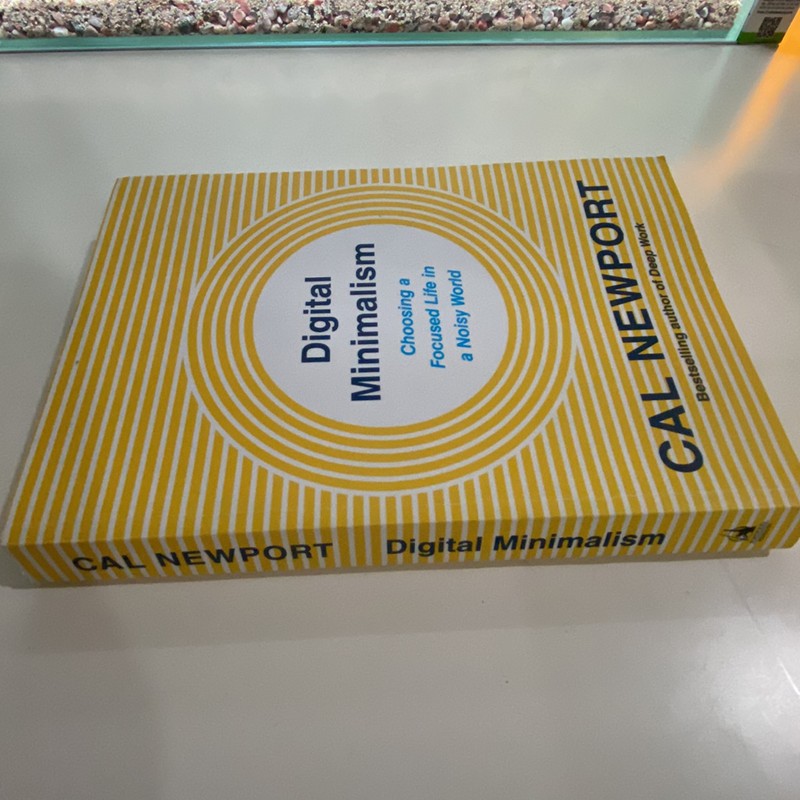 Digital
Minimalism
Choosing a
Focused Life in
a Noisy World
CAL NEWPORT
Bestselling author of Deep Work
CAL NEWPORT Digital Minimalism